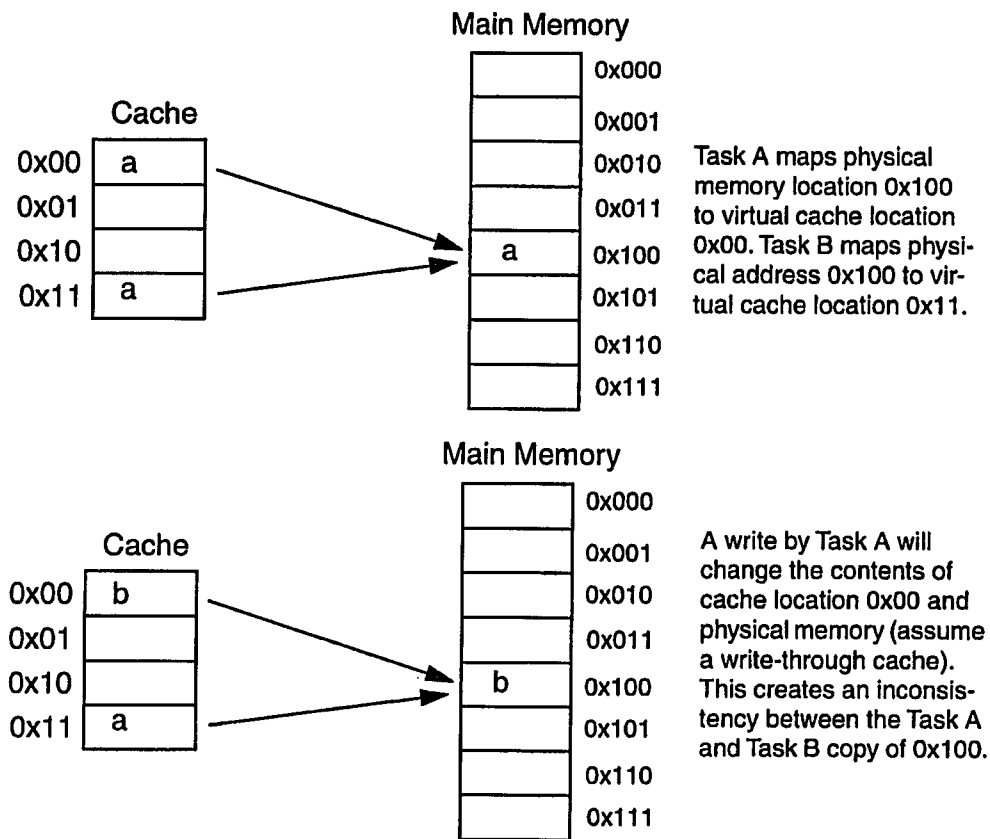 Main Memory
Cache
0x00 a
0x01
0x10
0x11 a
0x000
0x001
0x010
0x011
a 0x100
0x101
0x110
0x111
Task A maps physical
memory location 0x100
to virtual cache location
0x00. Task B maps physi-
cal address 0x100 to vir-
tual cache location 0x11.
Main Memory
Cache
0x00 b
0x01
0x10
0x11 a
0x000
0x001
0x010
0x011
b 0x100
0x101
0x110
0x111
A write by Task A will
change the contents of
cache location 0x00 and
physical memory (assume
a write-through cache).
This creates an inconsis-
tency between the Task A
and Task B copy of 0x100.